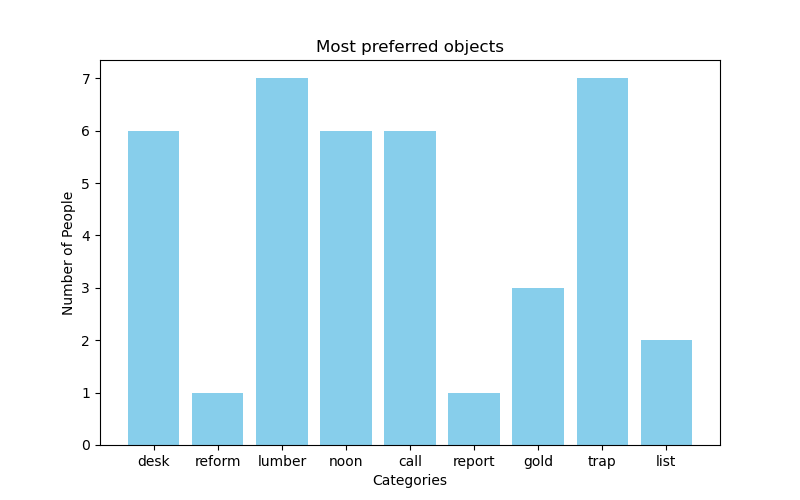 Most preferred objects
Number of People
7
6
5
4
3
2
1
0
desk reform lumber noon call report gold trap list
Categories